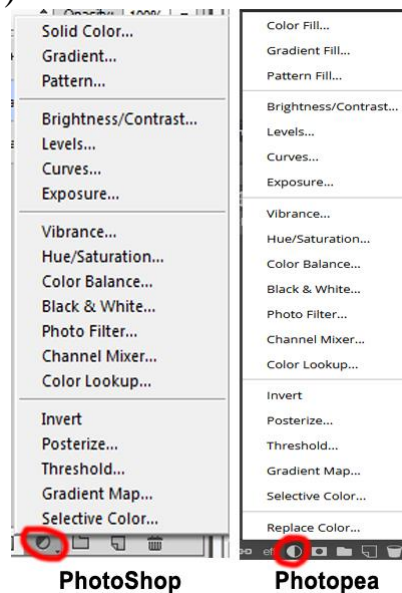 Opacity: 100%
Solid Color...
Gradient...
Pattern...
Brightness/Contrast...
Levels...
Curves...
Exposure...
Vibrance...
Hue/Saturation...
Color Balance...
Black & White...
Photo Filter...
Channel Mixer...
Color Lookup...
Invert
Posterize...
Threshold...
Gradient Map...
Selective Color...
PhotoShop
Color Fill...
Gradient Fill...
Pattern Fill...
Brightness/Contrast...
Levels...
Curves...
Exposure...
Vibrance...
Hue/Saturation...
Color Balance...
Black & White...
Photo Filter...
Channel Mixer...
Color Lookup...
Invert
Posterize...
Threshold...
Gradient Map...
Selective Color...
Replace Color...
Photopea